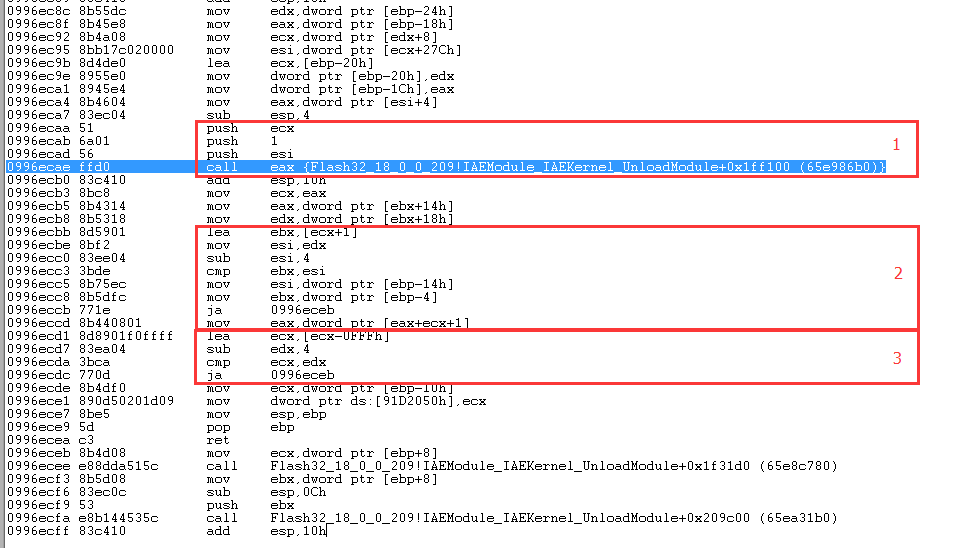 0996ec8c 8b55dc mov edx,dword ptr [ebp-24h]
0996ec8f 8b45e8 mov eax,dword ptr [ebp-18h]
0996ec92 8b4a08 mov ecx,dword ptr [edx+8]
0996ec95 8bb17c020000 mov esi,dword ptr [ecx+27Ch]
0996ec9b 8d4de0 lea ecx,[ebp-20h]
0996ec9e 8955e0 mov dword ptr [ebp-20h],edx
0996eca1 8945e4 mov dword ptr [ebp-1Ch],eax
0996eca4 8b4604 mov eax,dword ptr [esi+4]
0996eca7 83ec04 sub esp,4
0996ecaa 51 push ecx
0996ecab 6a01 push 1
0996ecad 56 push esi
1
0996ecae ffd0 call eax {Flash32_18_0_0_209!IAEModule_IAEKernel_UnloadModule+0x1ff100 (65e986b0)}
0996ecb0 83c410 add esp,10h
0996ecb3 8bc8 mov ecx,eax
0996ecb5 8b4314 mov eax,dword ptr [ebx+14h]
0996ecb8 8b5318 mov edx,dword ptr [ebx+18h]
0996ecbb 8d5901 lea ebx,[ecx+1]
0996ecbe 8bf2 mov esi,edx
0996ecc0 83ee04 sub esi,4
0996ecc3 3bde cmp ebx,esi
2
0996ecc5 8b75ec mov esi,dword ptr [ebp-14h]
0996ecc8 8b5dfc mov ebx,dword ptr [ebp-4]
0996eccb 771e ja 0996eceb
0996eccd 8b440801 mov eax,dword ptr [eax+ecx+1]
0996ecd1 8d8901f0ffff lea ecx,[ecx-0FFFh]
0996ecd7 83ea04 sub edx,4
0996ecda 3bca cmp ecx,edx
3
0996ecdc 770d ja 0996eceb
0996ecde 8b4df0 mov ecx,dword ptr [ebp-10h]
0996ece1 890d50201d09 mov dword ptr ds:[91D2050h],ecx
0996ece7 8be5 mov esp,ebp
0996ece9 5d pop ebp
0996ecea c3 ret
0996eceb 8b4d08 mov ecx,dword ptr [ebp+8]
0996ecee e88dda515c call Flash32_18_0_0_209!IAEModule_IAEKernel_UnloadModule+0x1f31d0 (65e8c780)
0996ecf3 8b5d08 mov ebx,dword ptr [ebp+8]
0996ecf6 83ec0c sub esp,0Ch
0996ecf9 53 push ebx
0996ecfa e8b144535c call Flash32_18_0_0_209!IAEModule_IAEKernel_UnloadModule+0x209c00 (65ea31b0)
0996ecff 83c410 add esp,10h